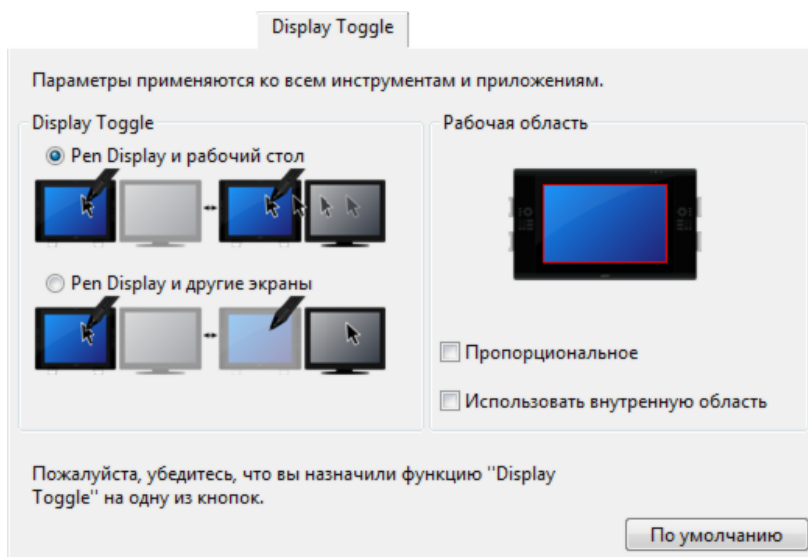 Display Toggle
Параметры применяются ко всем инструментам и приложениям.
Display Toggle
Pen Display и рабочий стол
Pen Display и другие экраны
Рабочая область
Пропорциональное
Использовать внутренную область
Пожалуйста, убедитесь, что вы назначили функцию "Display
Toggle" на одну из кнопок.
По умолчанию